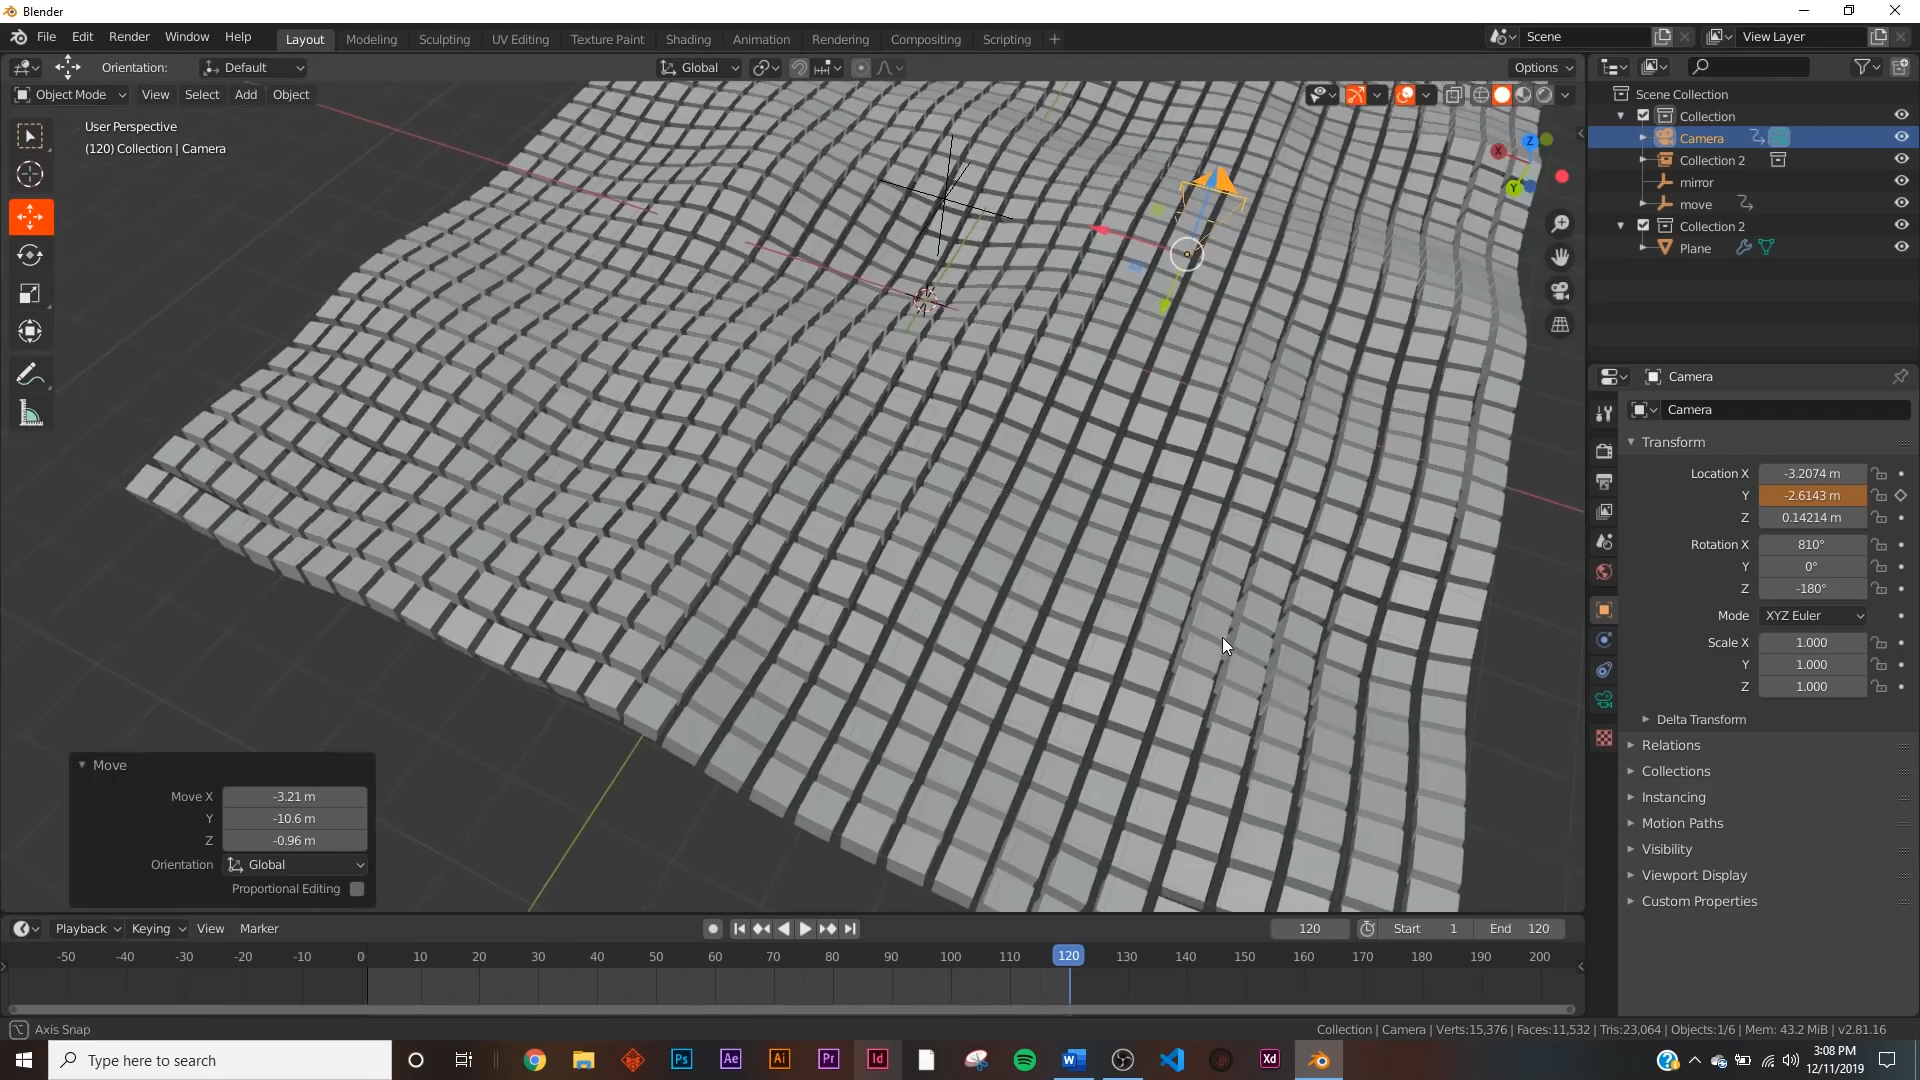 Blender
File Edit Render Window Help
Layout Modeling Sculpting UV Editing Texture Paint Shading Animation Rendering Compositing Scripting +
Scene
View Layer
Orientation: Default
Global
Options
Object Mode View Select Add Object
User Perspective
(120) Collection | Camera
X
Y
Z
Scene Collection
Collection
Camera
Collection 2
mirror
move
Collection 2
Plane
Camera
Camera
Transform
Location X -3.2074 m
Y -2.6143 m
Z 0.14214 m
Rotation X 810°
Y 0°
Z -180°
Mode XYZ Euler
Scale X 1.000
Y 1.000
Z 1.000
Delta Transform
Relations
Collections
Instancing
Motion Paths
Visibility
Viewport Display
Custom Properties
Move
Move X -3.21 m
Y -10.6 m
Z -0.96 m
Orientation Global
Proportional Editing
Playback Keying View Marker
120 Start 1 End 120
-50 -40 -30 -20 -10 0 10 20 30 40 50 60 70 80 90 100 110 120 130 140 150 160 170 180 190 200
Axis Snap
Collection | Camera | Verts:15,376 | Faces:11,532 | Tris:23,064 | Objects:1/6 | Mem: 43.2 MiB | v2.81.16
Type here to search
Ps Ae Ai Pr Id W Xd
3:08 PM
12/11/2019